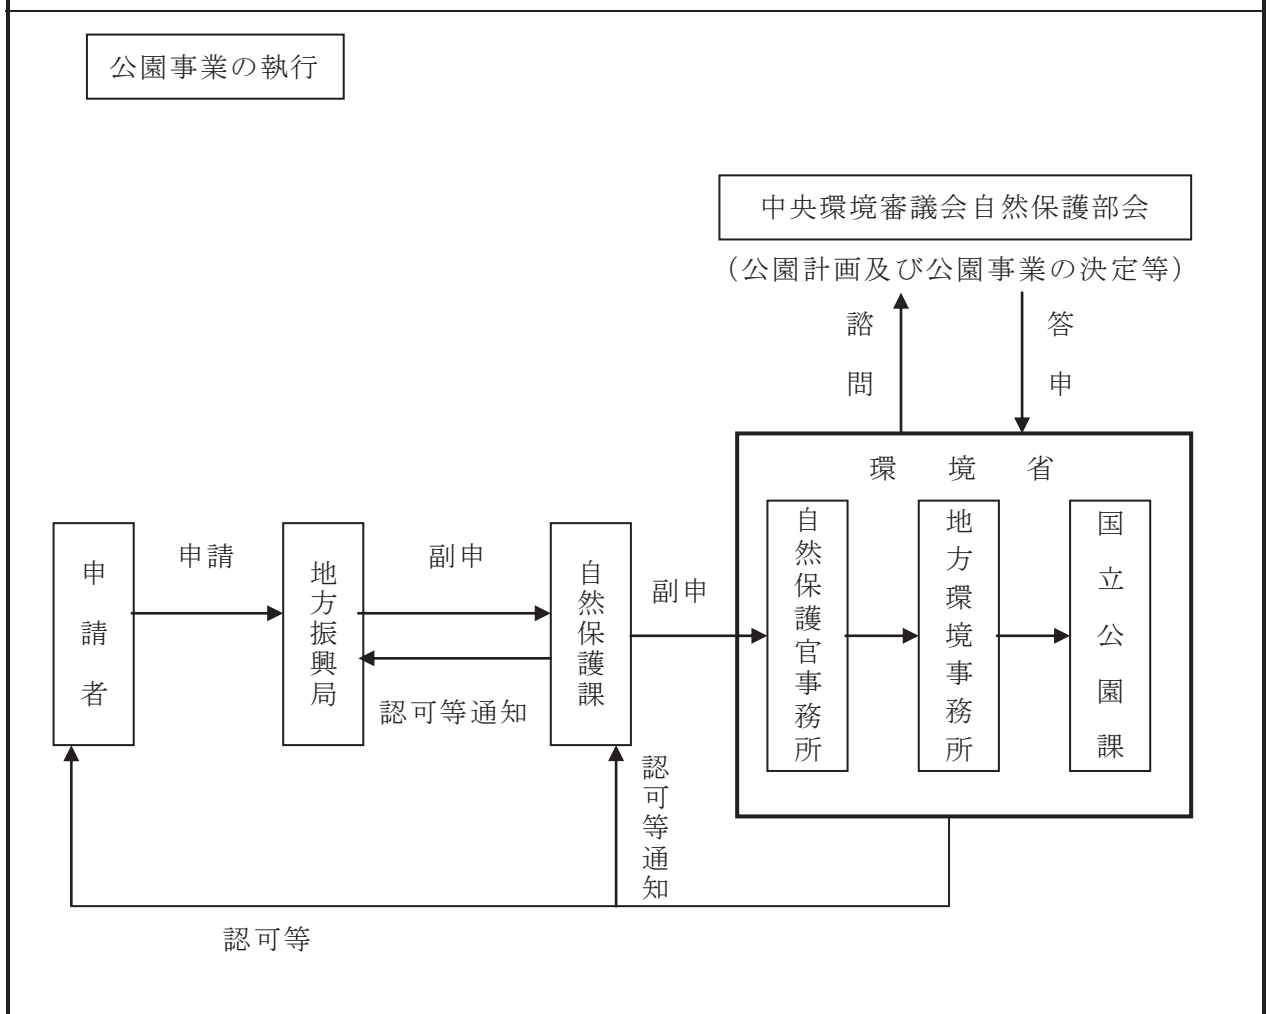 公園事業の執行
中央環境審議会自然保護部会
（公園計画及び公園事業の決定等）
諮問
答申
環境省
申請者
申請
地方振興局
副申
認可等通知
自然保護課
副申
自然保護官事務所
地方環境事務所
国立公園課
認可等通知
認可等